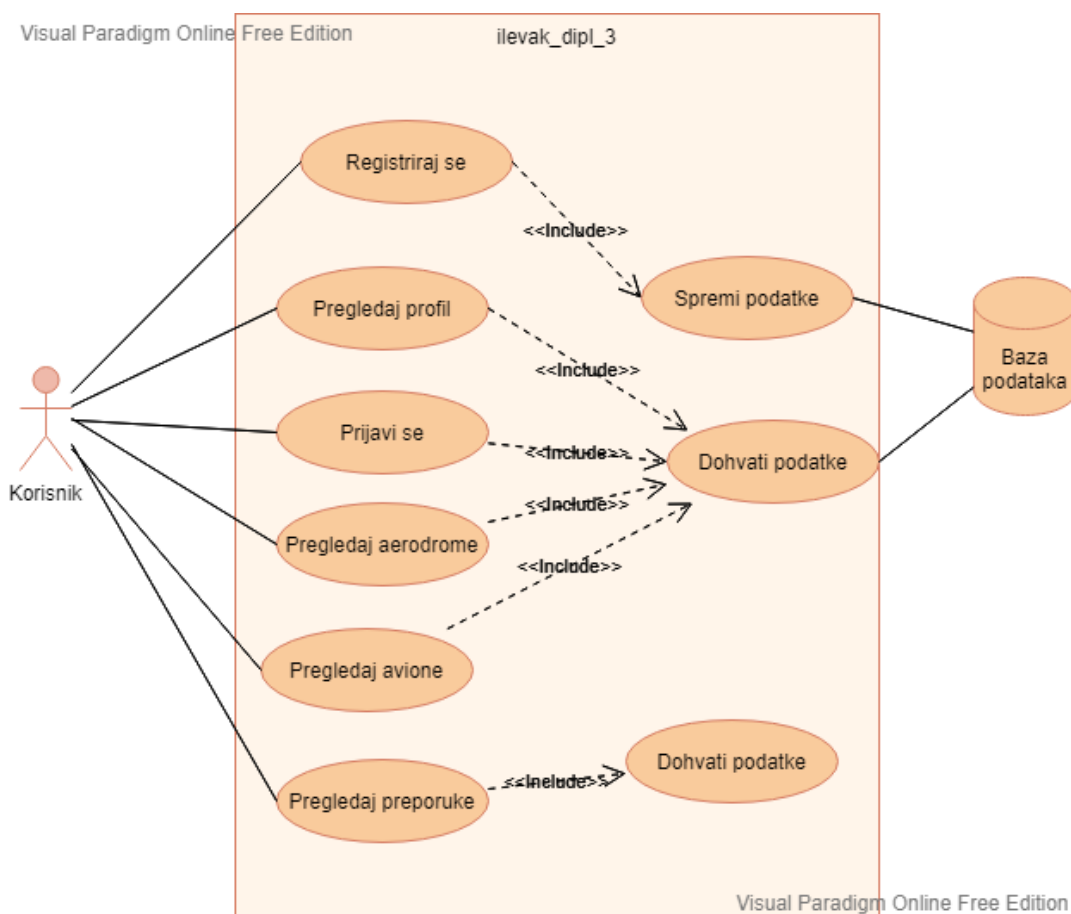 Visual Paradigm Online Free Edition
ilevak_dipl_3
Registriraj se
<<Include>>
Spremi podatke
Pregledaj profil
Baza
podataka
<<Include>>
Prijavi se
<<Include>>
Dohvati podatke
Korisnik
<<Include>>
Pregledaj aerodrome
<<Include>>
Pregledaj avione
Dohvati podatke
<<Include>>
Pregledaj preporuke
Visual Paradigm Online Free Edition